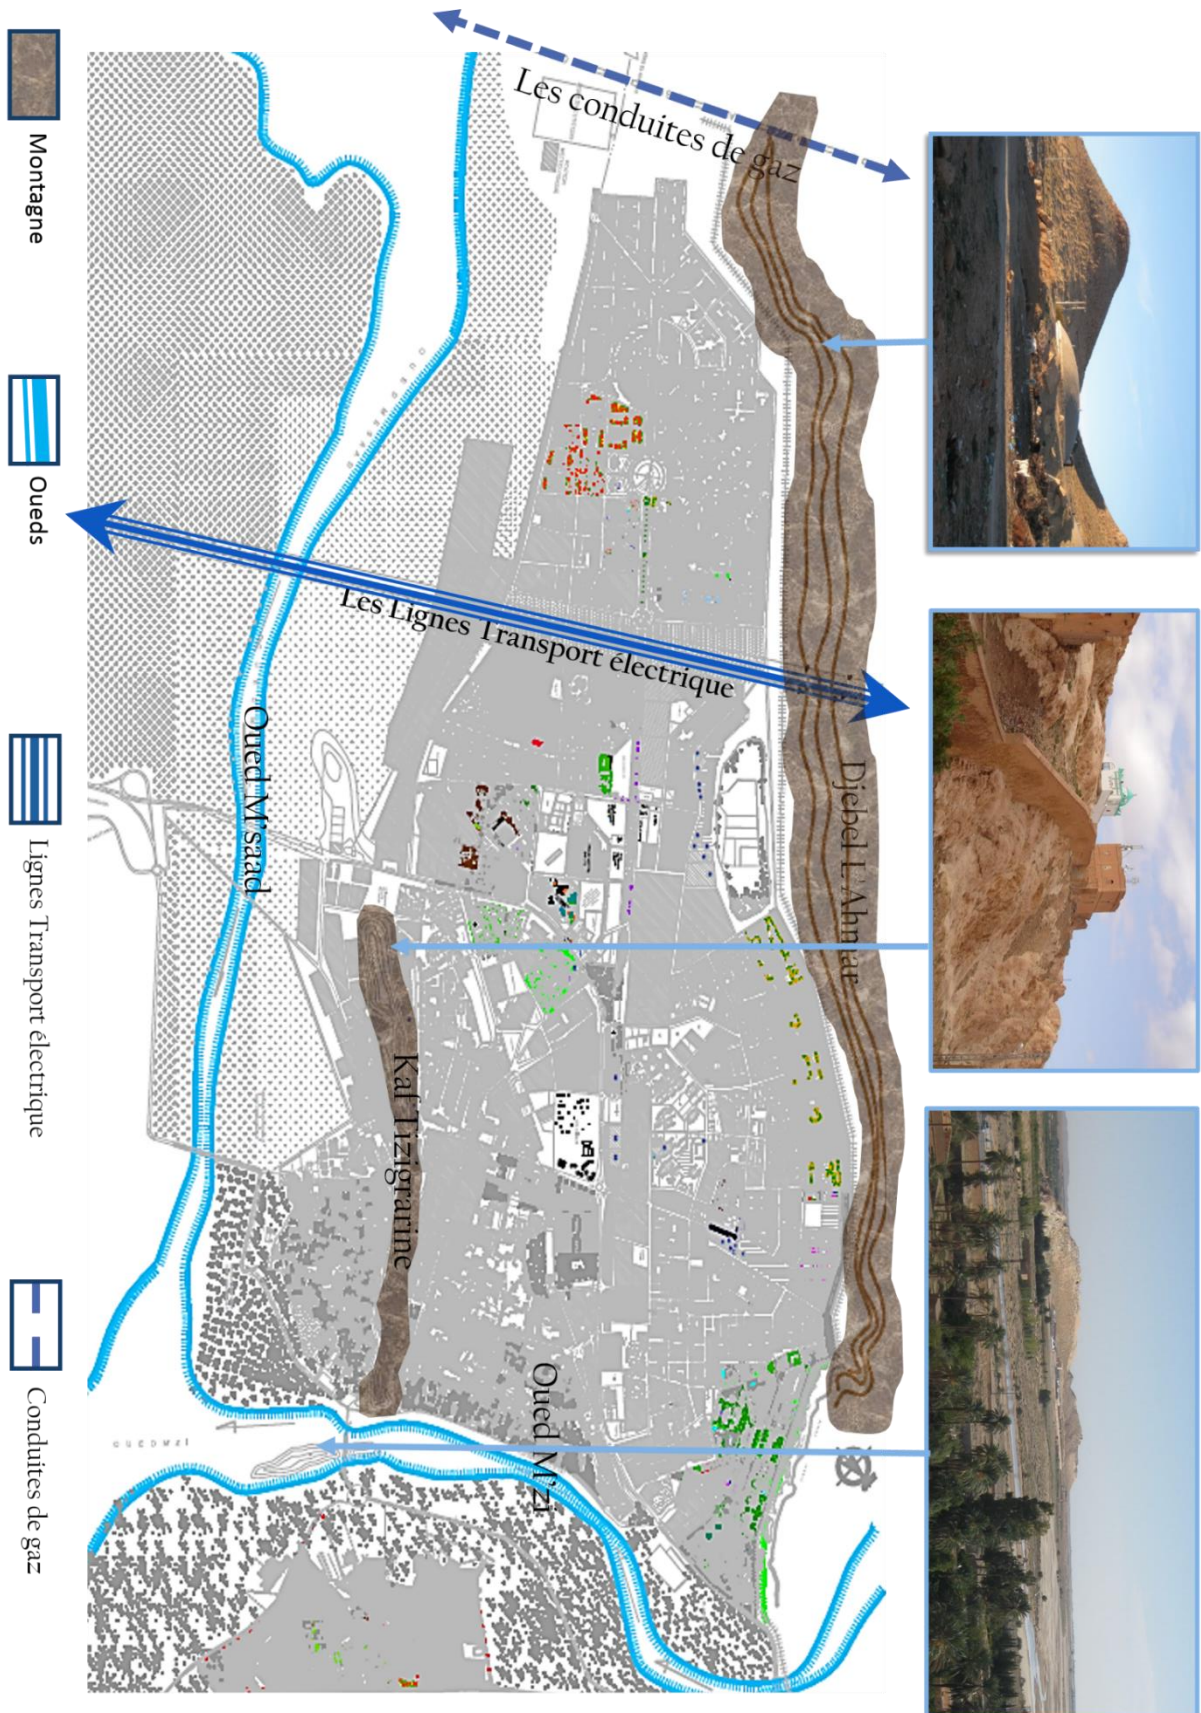 Les conduites de gaz
Djebel L'Ahmar
Les Lignes Transport électrique
Oued M'saad
Kaf Tizigrarine
Oued M'zi
Montagne
Oueds
Lignes Transport électrique
Conduites de gaz